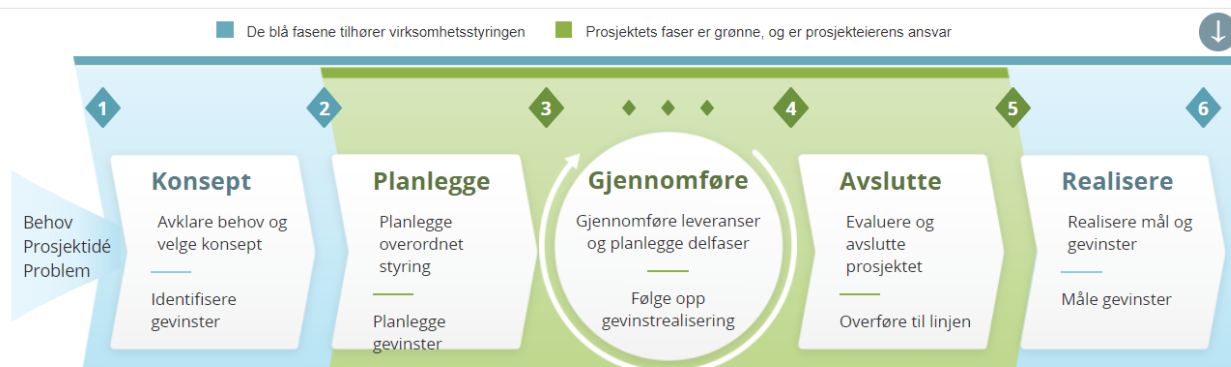 De blå fasene tilhører virksomhetsstyringen
Prosjektets faser er grønne, og er prosjekteierens ansvar
1
2
3
4
5
6
Behov
Prosjektidé
Problem
Konsept
Avklare behov og
velge konsept
Identifisere
gevinster
Planlegge
Planlegge
overordnet
styring
Planlegge
gevinster
Gjennomføre
Gjennomføre leveranser
og planlegge delfaser
Følge opp
gevinstrealisering
Avslutte
Evaluere og
avslutte
prosjektet
Overføre til linjen
Realisere
Realisere mål og
gevinster
Måle gevinster